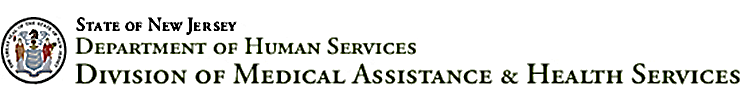 State of New Jersey
Department of Human Services
Division of Medical Assistance & Health Services